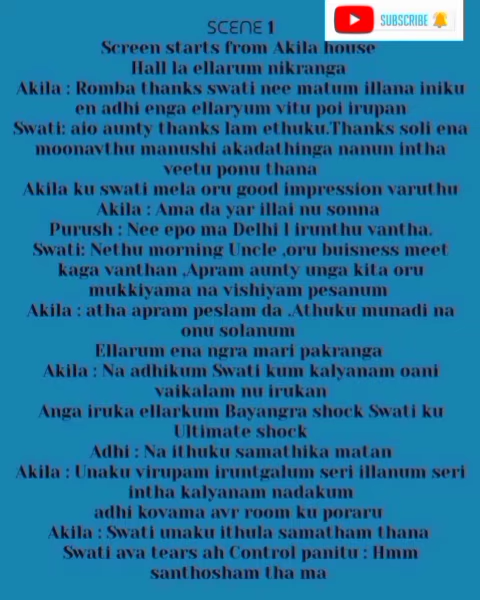 SUBSCRIBE
SCENE 1
Screen starts from Akila house
Hall la ellarum nikranga
Akila : Romba thanks swati nee matum illana iniku
en adhi enga ellaryum vitu poi irupan
Swati: aio aunty thanks lam ethuku.Thanks soli ena
moonavthu manushi akadathinga nanun intha
veetu ponu thana
Akila ku swati mela oru good impression varuthu
Akila : Ama da yar illai nu sonna
Purush : Nee epo ma Delhi l irunthu vantha.
Swati: Nethu morning Uncle ,oru buisness meet
kaga vanthan ,Apram aunty unga kita oru
mukkiyama na vishiyam pesanum
Akila : atha apram peslam da .Athuku munadi na
onu solanum
Ellarum ena ngra mari pakranga
Akila : Na adhikum Swati kum kalyanam oani
vaikalam nu irukan
Anga iruka ellarkum Bayangra shock Swati ku
Ultimate shock
Adhi : Na ithuku samathika matan
Akila : Unaku virupam iruntgalum seri illanum seri
intha kalyanam nadakum
adhi kovama avr room ku poraru
Akila : Swati unaku ithula samatham thana
Swati ava tears ah Control panitu : Hmm
santhosham tha ma